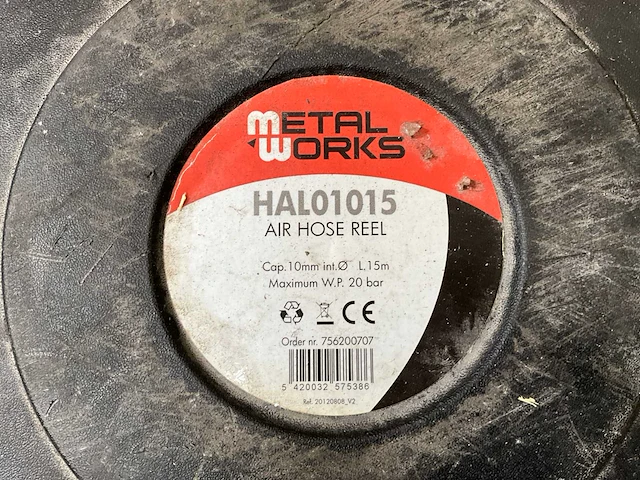 METAL
WORKS
HAL01015
AIR HOSE REEL
Cap.10mm int.Ø L.15m
Maximum W.P. 20 bar
CE
Order nr. 756200707
5 420032 575386
Ref. 20120808_V2